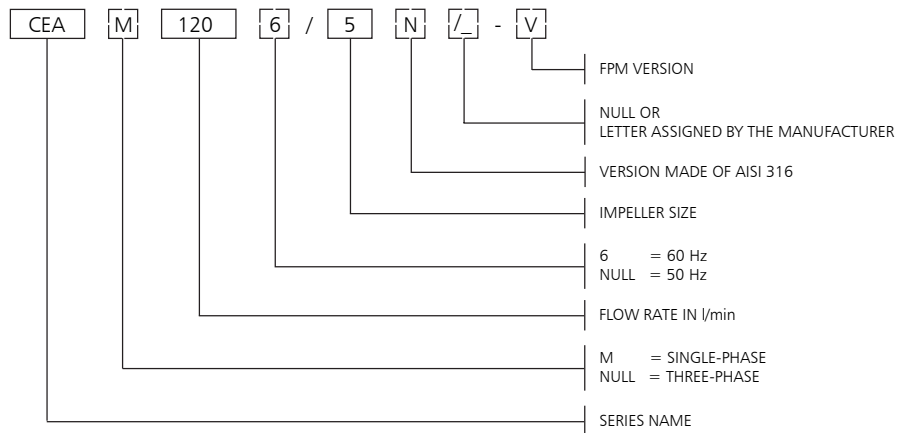 CEA M 120 6 / 5 N /_ - V
FPM VERSION
NULL OR
LETTER ASSIGNED BY THE MANUFACTURER
VERSION MADE OF AISI 316
IMPELLER SIZE
6 = 60 Hz
NULL = 50 Hz
FLOW RATE IN l/min
M = SINGLE-PHASE
NULL = THREE-PHASE
SERIES NAME